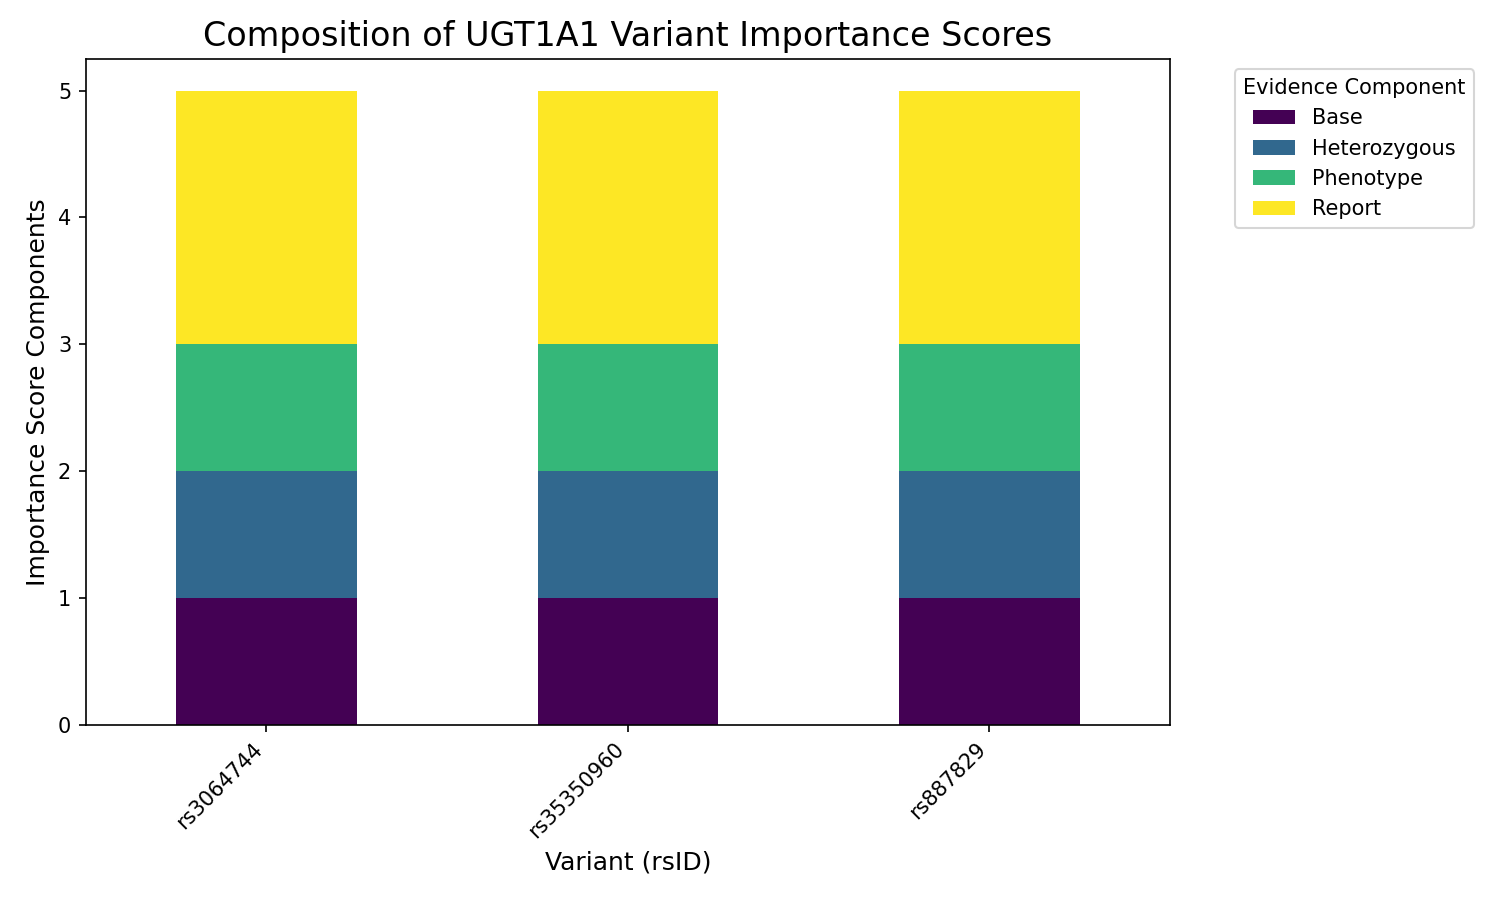 Composition of UGT1A1 Variant Importance Scores
Importance Score Components
5
4
3
2
1
0
rs3064744
rs35350960
rs887829
Variant (rsID)
Evidence Component
Base
Heterozygous
Phenotype
Report